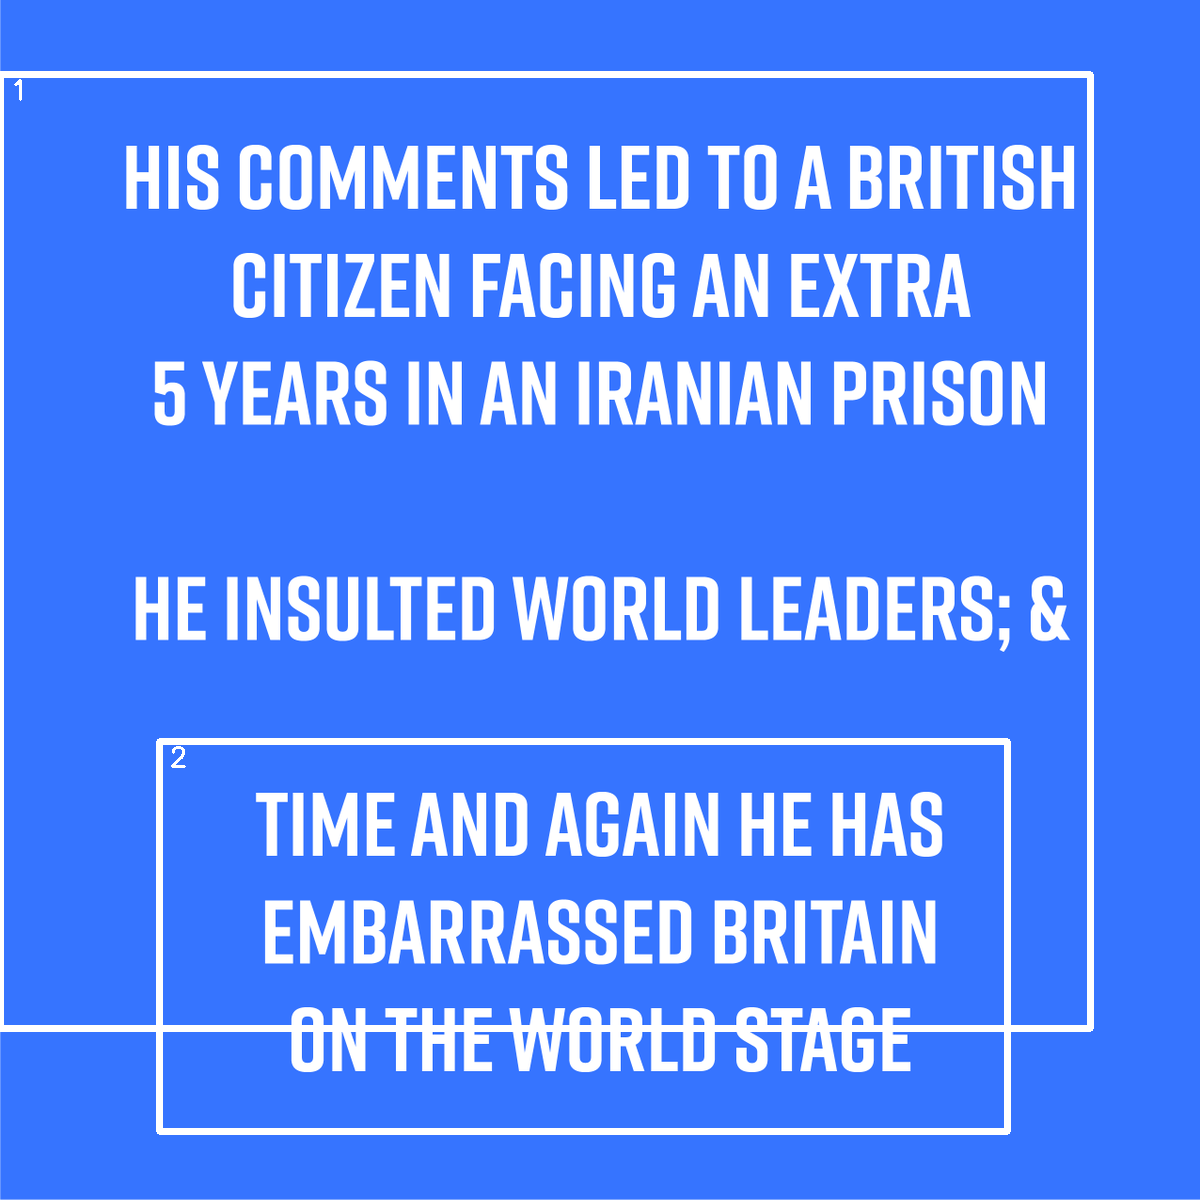 1
HIS COMMENTS LED TO A BRITISH
CITIZEN FACING AN EXTRA
5 YEARS IN AN IRANIAN PRISON
HE INSULTED WORLD LEADERS; &
2
TIME AND AGAIN HE HAS
EMBARRASSED BRITAIN
ON THE WORLD STAGE